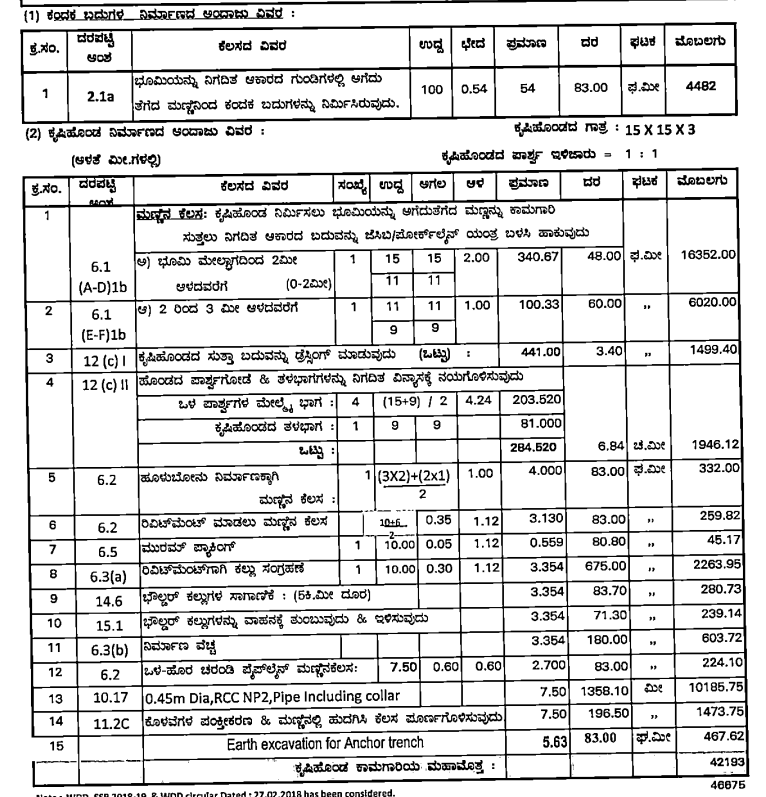 (1) ಕಂದಕ ಬದುಗಳ ನಿರ್ಮಾಣದ ಅಂದಾಜು ವಿವರ :
ಕ್ರ.ಸಂ. ದರಪಟ್ಟಿ ಅಂಶ ಕೆಲಸದ ವಿವರ ಉದ್ದ ಛೇದ ಪ್ರಮಾಣ ದರ ಘಟಕ ಮೊಬಲಗು
1 2.1a ಭೂಮಿಯನ್ನು ನಿಗದಿತ ಆಕಾರದ ಗುಂಡಿಗಳಲ್ಲಿ ಅಗೆದು 100 0.54 54 83.00 ಘ.ಮೀ 4482
ತೆಗೆದ ಮಣ್ಣಿನಿಂದ ಕಂದಕ ಬದುಗಳನ್ನು ನಿರ್ಮಿಸಿರುವುದು.
(2) ಕೃಷಿಹೊಂಡ ನಿರ್ಮಾಣದ ಅಂದಾಜು ವಿವರ : ಕೃಷಿಹೊಂಡದ ಗಾತ್ರ : 15 X 15 X 3
(ಅಳತೆ ಮೀ.ಗಳಲ್ಲಿ) ಕೃಷಿಹೊಂಡದ ಪಾರ್ಶ್ವ ಇಳಿಜಾರು = 1 : 1
ಕ್ರ.ಸಂ. ದರಪಟ್ಟಿ ಅಂಶ ಕೆಲಸದ ವಿವರ ಸಂಖ್ಯೆ ಉದ್ದ ಅಗಲ ಆಳ ಪ್ರಮಾಣ ದರ ಘಟಕ ಮೊಬಲಗು
1 ಮಣ್ಣಿನ ಕೆಲಸ: ಕೃಷಿಹೊಂಡ ನಿರ್ಮಿಸಲು ಭೂಮಿಯನ್ನು ಅಗೆದುತೆಗೆದ ಮಣ್ಣನ್ನು ಕಾಮಗಾರಿ
ಸುತ್ತಲು ನಿಗದಿತ ಆಕಾರದ ಬದುವನ್ನು ಜೆಸಿಬಿ/ಪೋರ್ಕ್‌ಲೈನ್ ಯಂತ್ರ ಬಳಸಿ ಹಾಕುವುದು
6.1 ಅ) ಭೂಮಿ ಮೇಲ್ಭಾಗದಿಂದ 2ಮೀ 1 15 15 2.00 340.67 48.00 ಘ.ಮೀ 16352.00
(A-D)1b ಆಳದವರೆಗೆ (0-2ಮೀ) 11 11
2 6.1 ಆ) 2 ರಿಂದ 3 ಮೀ ಆಳದವರೆಗೆ 1 11 11 1.00 100.33 60.00 ,, 6020.00
(E-F)1b 9 9
3 12 (c) I ಕೃಷಿಹೊಂಡದ ಸುತ್ತಾ ಬದುವನ್ನು ಡ್ರೆಸ್ಸಿಂಗ್ ಮಾಡುವುದು (ಒಟ್ಟು) : 441.00 3.40 ,, 1499.40
4 12 (c) II ಹೊಂಡದ ಪಾರ್ಶ್ವಗೋಡೆ & ತಳಭಾಗಗಳನ್ನು ನಿಗದಿತ ವಿನ್ಯಾಸಕ್ಕೆ ನಯಗೊಳಿಸುವುದು
ಒಳ ಪಾರ್ಶ್ವಗಳ ಮೇಲ್ಮೈ ಭಾಗ : 4 (15+9) / 2 4.24 203.520
ಕೃಷಿಹೊಂಡದ ತಳಭಾಗ : 1 9 9 81.000
ಒಟ್ಟು : 284.520 6.84 ಚ.ಮೀ 1946.12
5 6.2 ಹೂಳುಬೋನು ನಿರ್ಮಾಣಕ್ಕಾಗಿ 1 (3X2)+(2x1) 1.00 4.000 83.00 ಘ.ಮೀ 332.00
ಮಣ್ಣಿನ ಕೆಲಸ : 2
6 6.2 ರಿವಿಟ್‌ಮೆಂಟ್ ಮಾಡಲು ಮಣ್ಣಿನ ಕೆಲಸ 10+6 0.35 1.12 3.130 83.00 ,, 259.82
2
7 6.5 ಮುರಮ್ ಪ್ಯಾಕಿಂಗ್ 1 10.00 0.05 1.12 0.559 80.80 ,, 45.17
8 6.3(a) ರಿವಿಟ್‌ಮೆಂಟ್‌ಗಾಗಿ ಕಲ್ಲು ಸಂಗ್ರಹಣೆ 1 10.00 0.30 1.12 3.354 675.00 ,, 2263.95
9 14.6 ಬೌಲ್ಡರ್ ಕಲ್ಲುಗಳ ಸಾಗಾಣಿಕೆ : (5ಕಿ.ಮೀ ದೂರ) 3.354 83.70 ,, 280.73
10 15.1 ಬೌಲ್ಡರ್ ಕಲ್ಲುಗಳನ್ನು ವಾಹನಕ್ಕೆ ತುಂಬುವುದು & ಇಳಿಸುವುದು 3.354 71.30 ,, 239.14
11 6.3(b) ನಿರ್ಮಾಣ ವೆಚ್ಚ 3.354 180.00 ,, 603.72
12 6.2 ಒಳ-ಹೊರ ಚರಂಡಿ ಪೈಪ್‌ಲೈನ್ ಮಣ್ಣಿನಕೆಲಸ: 7.50 0.60 0.60 2.700 83.00 ,, 224.10
13 10.17 0.45m Dia,RCC NP2,Pipe Including collar 7.50 1358.10 ಮೀ 10185.75
14 11.2C ಕೊಳವೆಗಳ ಪಂಕ್ತೀಕರಣ & ಮಣ್ಣಿನಲ್ಲಿ ಹುದಗಿಸಿ ಕೆಲಸ ಪೂರ್ಣಗೊಳಿಸುವುದು 7.50 196.50 ,, 1473.75
15 Earth excavation for Anchor trench 5.63 83.00 ಘ.ಮೀ 467.62
ಕೃಷಿಹೊಂಡ ಕಾಮಗಾರಿಯ ಮಹಾಮೊತ್ತ : 42193
46675
Note : WDD, SSR 2018-19, & WDD circular Dated : 27.02.2018 has been considered.